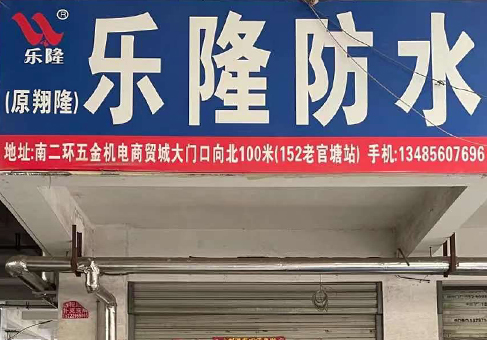 ®
乐隆
(原翔隆)
乐隆防水
地址:南二环五金机电商贸城大门口向北100米(152老官塘站) 手机:13485607696